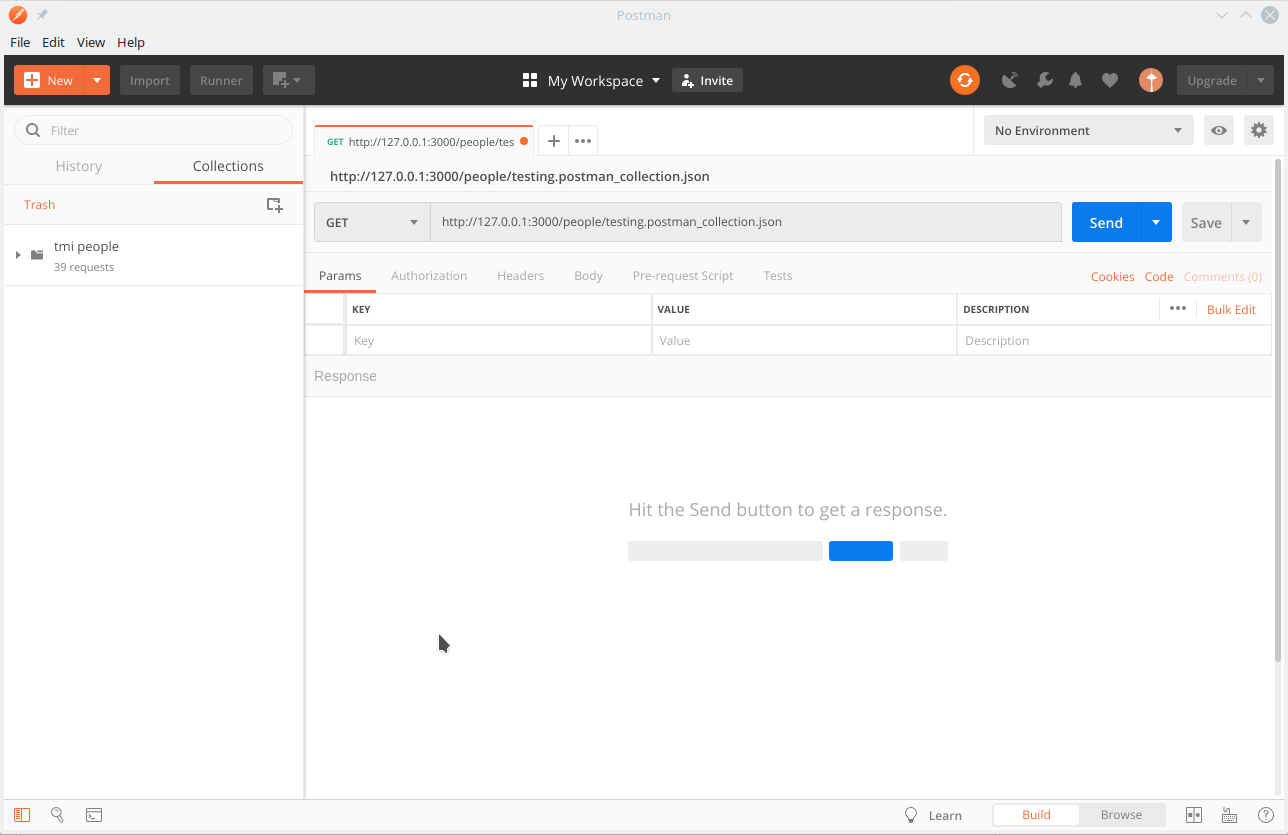 Postman
File Edit View Help
New Import Runner My Workspace Invite Upgrade
Filter
History Collections
Trash
tmi people
39 requests
GET http://127.0.0.1:3000/people/tes
No Environment
http://127.0.0.1:3000/people/testing.postman_collection.json
GET http://127.0.0.1:3000/people/testing.postman_collection.json Send Save
Params Authorization Headers Body Pre-request Script Tests Cookies Code Comments (0)
KEY VALUE DESCRIPTION Bulk Edit
Key Value Description
Response
Hit the Send button to get a response.
Learn Build Browse